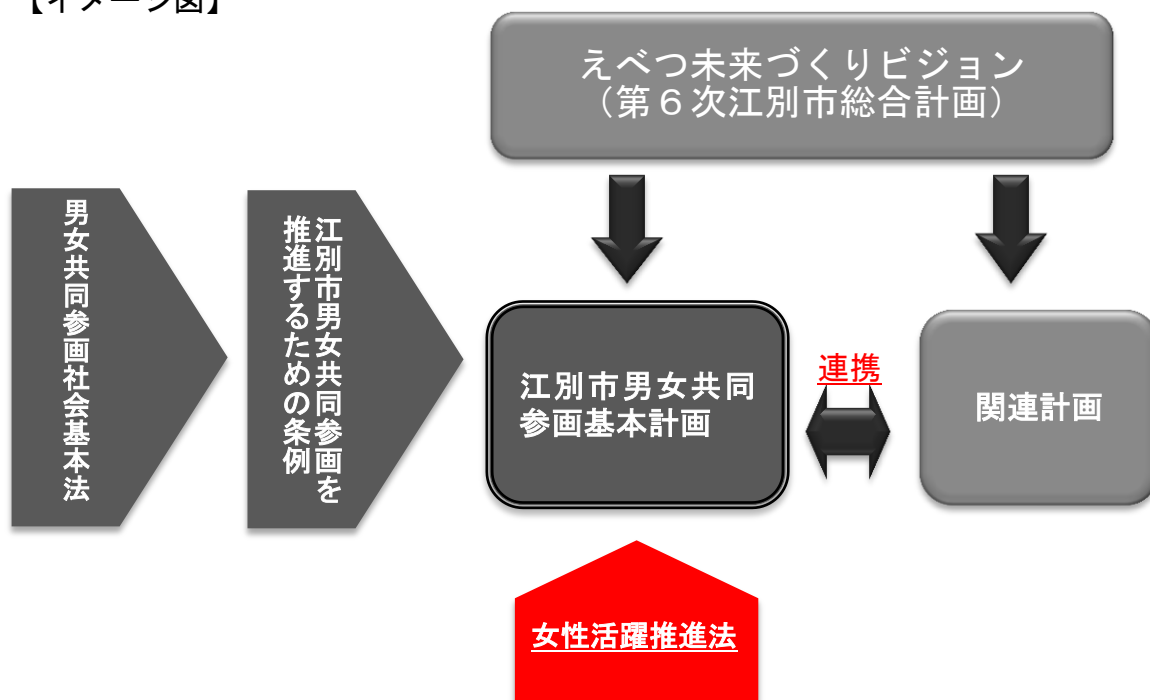 【イメージ図】
えべつ未来づくりビジョン
（第６次江別市総合計画）
男女共同参画社会基本法
江別市男女共同参画を
推進するための条例
江別市男女共同
参画基本計画
連携
関連計画
女性活躍推進法